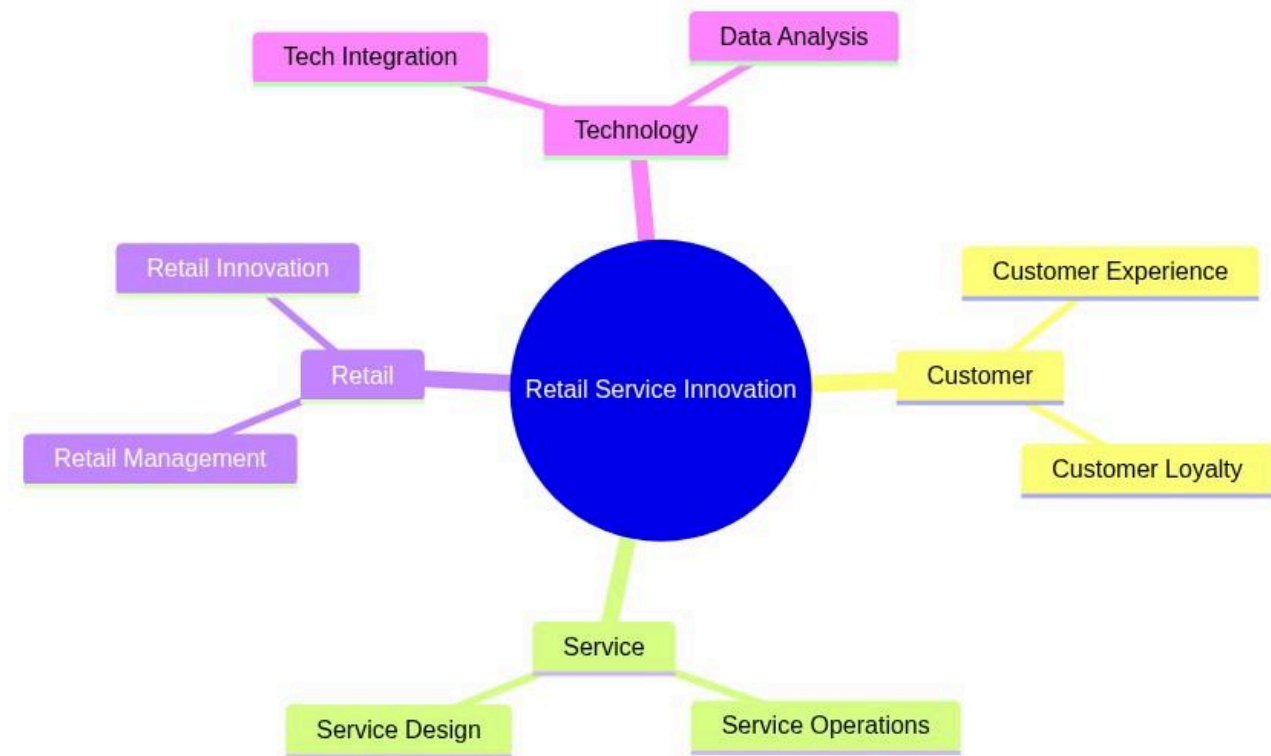 Data Analysis
Tech Integration
Technology
Retail Innovation
Customer Experience
Retail
Retail Service Innovation
Customer
Retail Management
Customer Loyalty
Service
Service Design
Service Operations